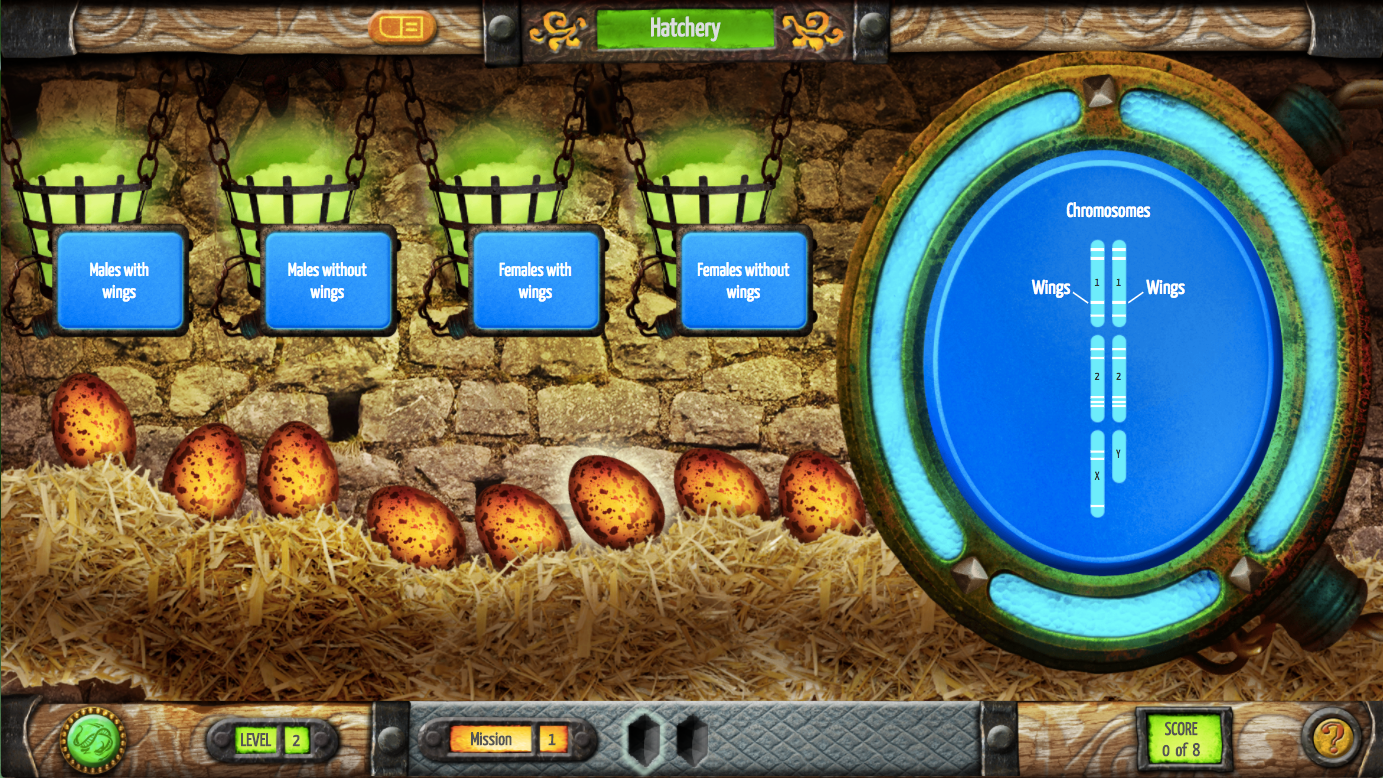 Hatchery
Males with
wings
Males without
wings
Females with
wings
Females without
wings
Chromosomes
Wings
1
1
Wings
2
2
X
Y
LEVEL
2
Mission
1
SCORE
0 of 8
?